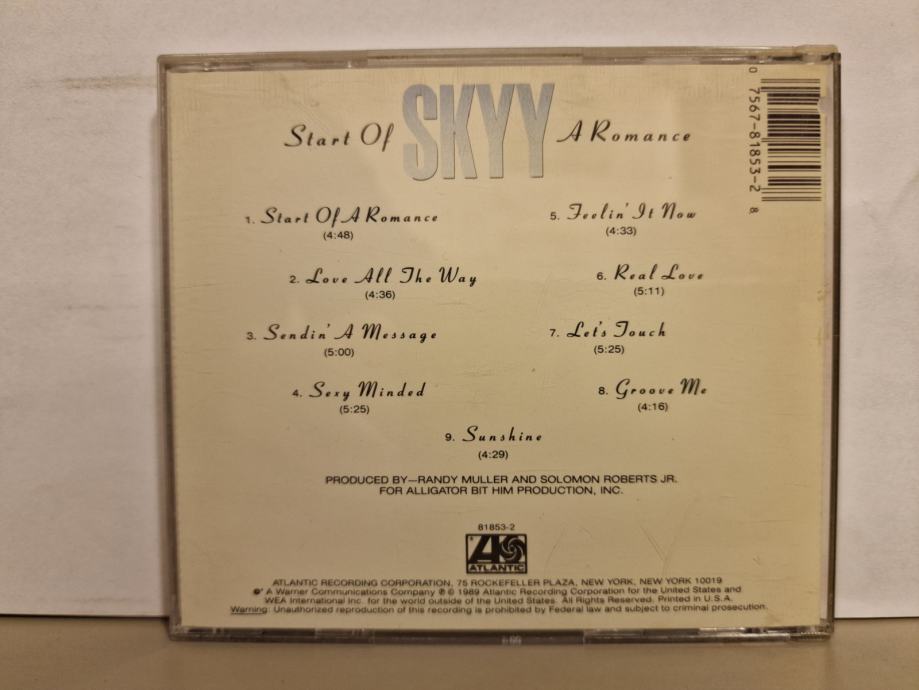 Start Of SKYY A Romance
0 7567-81853-2 8
1. Start Of A Romance
(4:48)
2. Love All The Way
(4:36)
3. Sendin' A Message
(5:00)
4. Sexy Minded
(5:25)
5. Feelin' It Now
(4:33)
6. Real Love
(5:11)
7. Let's Touch
(5:25)
8. Groove Me
(4:16)
9. Sunshine
(4:29)
PRODUCED BY—RANDY MULLER AND SOLOMON ROBERTS JR.
FOR ALLIGATOR BIT HIM PRODUCTION, INC.
81853-2
ATLANTIC
ATLANTIC RECORDING CORPORATION, 75 ROCKEFELLER PLAZA, NEW YORK, NEW YORK 10019
A Warner Communications Company ℗ © 1989 Atlantic Recording Corporation for the United States and
WEA International Inc. for the world outside of the United States. All Rights Reserved. Printed in U.S.A.
Warning: Unauthorized reproduction of this recording is prohibited by Federal law and subject to criminal prosecution.